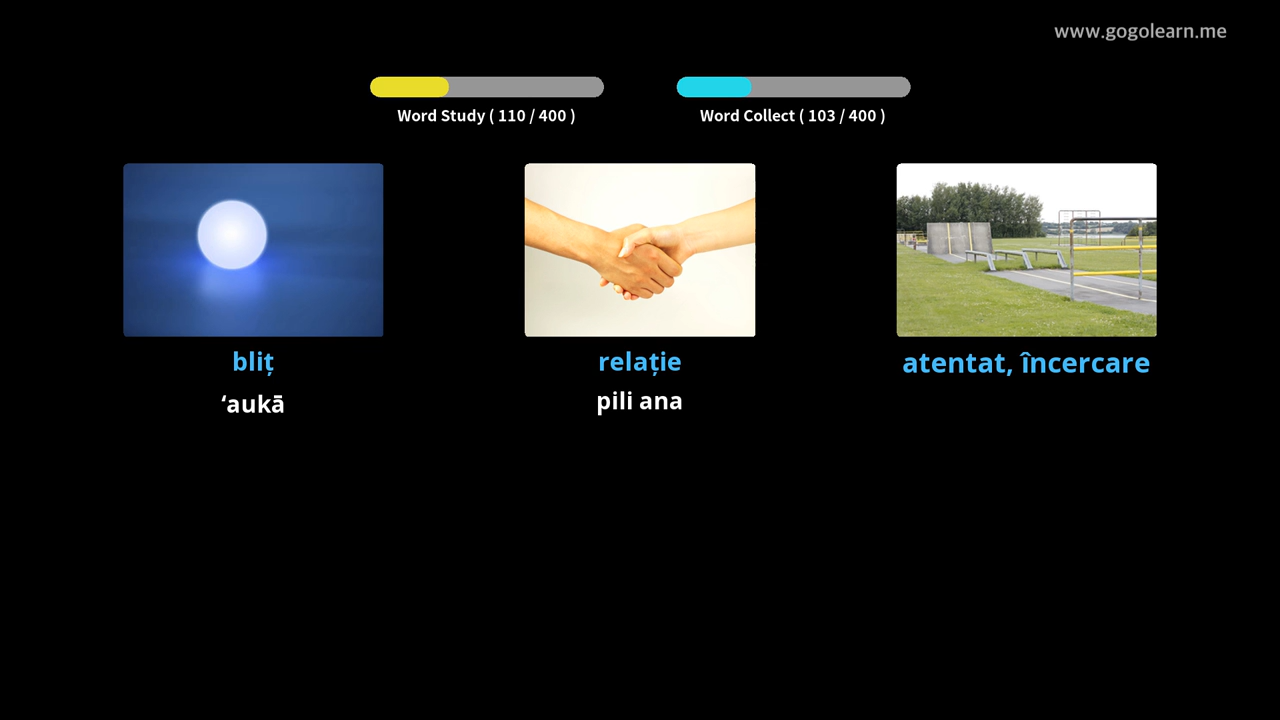 www.gogolearn.me
Word Study ( 110 / 400 )
Word Collect ( 103 / 400 )
bliț
relație
atentat, încercare
ʻaukā
pili ana